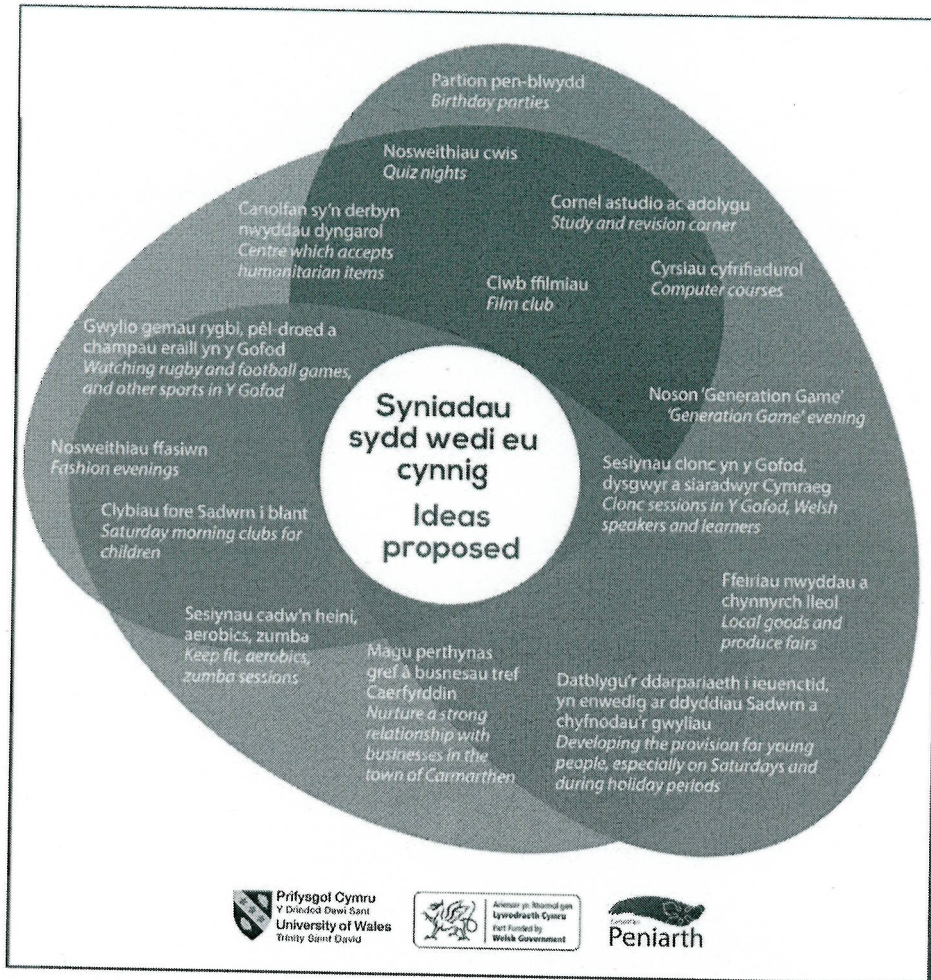 Partion pen-blwydd
Birthday parties
Nosweithiau cwis
Quiz nights
Canolfan sy'n derbyn
nwyddau dyngarol
Centre which accepts
humanitarian items
Cornel astudio ac adolygu
Study and revision corner
Clwb ffilmiau
Film club
Cyrsiau cyfrifiadurol
Computer courses
Gwylio gemau rygbi, pêl-droed a
champau eraill yn y Gofod
Watching rugby and football games,
and other sports in Y Gofod
Noson 'Generation Game'
'Generation Game' evening
Syniadau
sydd wedi eu
cynnig
Ideas
proposed
Nosweithiau ffasiwn
Fashion evenings
Sesiynau clonc yn y Gofod,
dysgwyr a siaradwyr Cymraeg
Clonc sessions in Y Gofod, Welsh
speakers and learners
Clybiau fore Sadwrn i blant
Saturday morning clubs for
children
Ffeiriau nwyddau a
chynnyrch lleol
Local goods and
produce fairs
Sesiynau cadw'n heini,
aerobics, zumba
Keep fit, aerobics,
zumba sessions
Magu perthynas
gref â busnesau tref
Caerfyrddin
Nurture a strong
relationship with
businesses in the
town of Carmarthen
Datblygu'r ddarpariaeth i ieuenctid,
yn enwedig ar ddyddiau Sadwrn a
chyfnodau'r gwyliau
Developing the provision for young
people, especially on Saturdays and
during holiday periods
Prifysgol Cymru
Y Drindod Dewi Sant
University of Wales
Trinity Saint David
Ariennir yn Rhannol gan
Lywodraeth Cymru
Part Funded by
Welsh Government
Peniarth